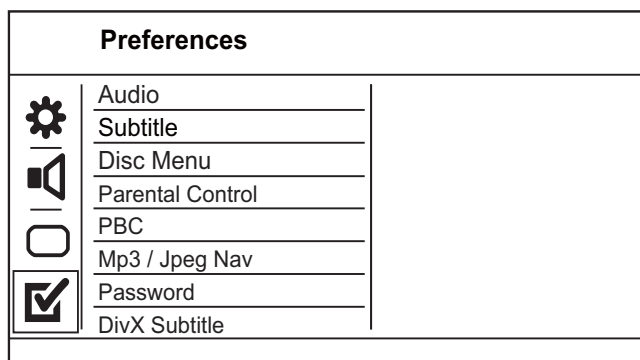 Preferences
Audio
Subtitle
Disc Menu
Parental Control
PBC
Mp3 / Jpeg Nav
Password
DivX Subtitle